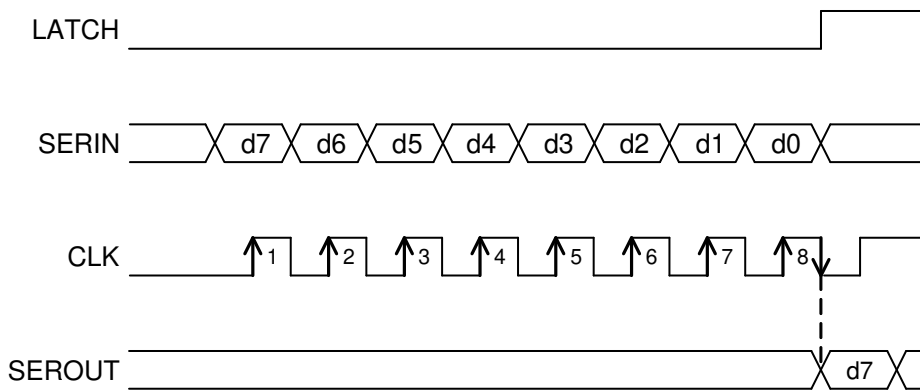 LATCH
SERIN d7 d6 d5 d4 d3 d2 d1 d0
CLK 1 2 3 4 5 6 7 8
SEROUT d7